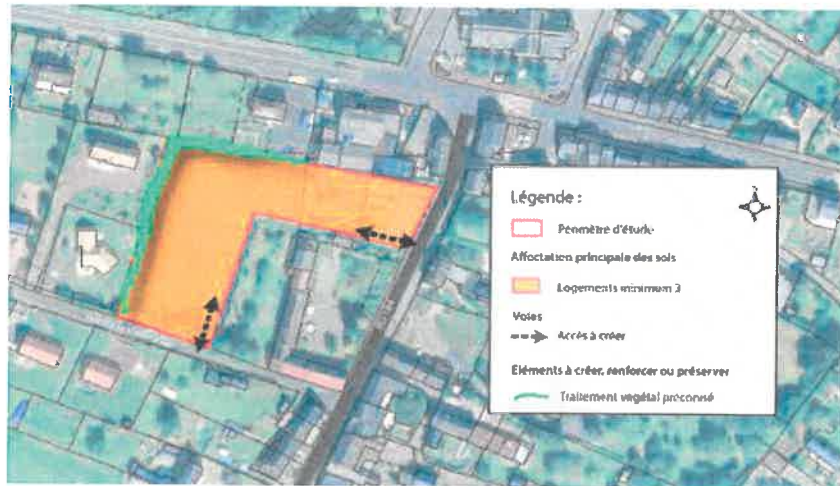 Légende :
Périmètre d'étude
Affectation principale des sols
Logements minimum 3
Voies
Accès à créer
Eléments à créer, renforcer ou préserver
Traitement végétal préconisé